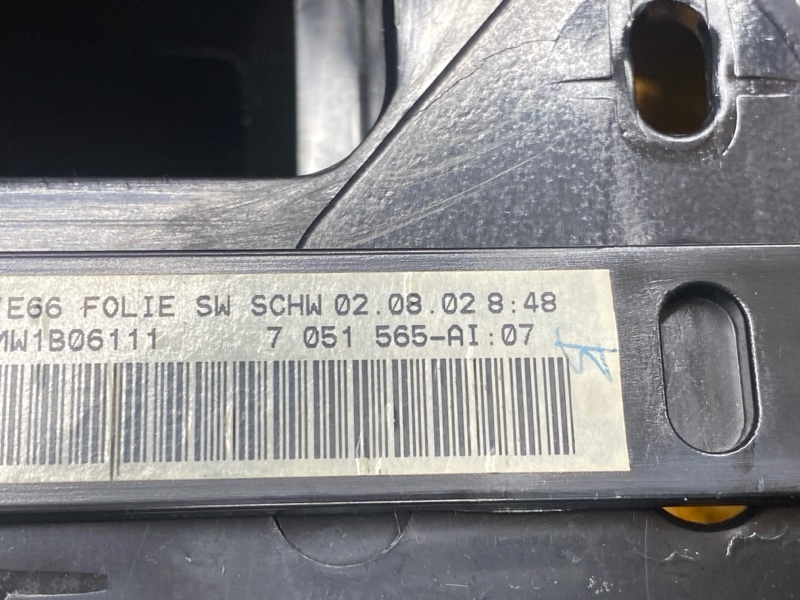 /E66 FOLIE SW SCHW 02.08.02 8:48
MW1B06111 7 051 565-AI:07